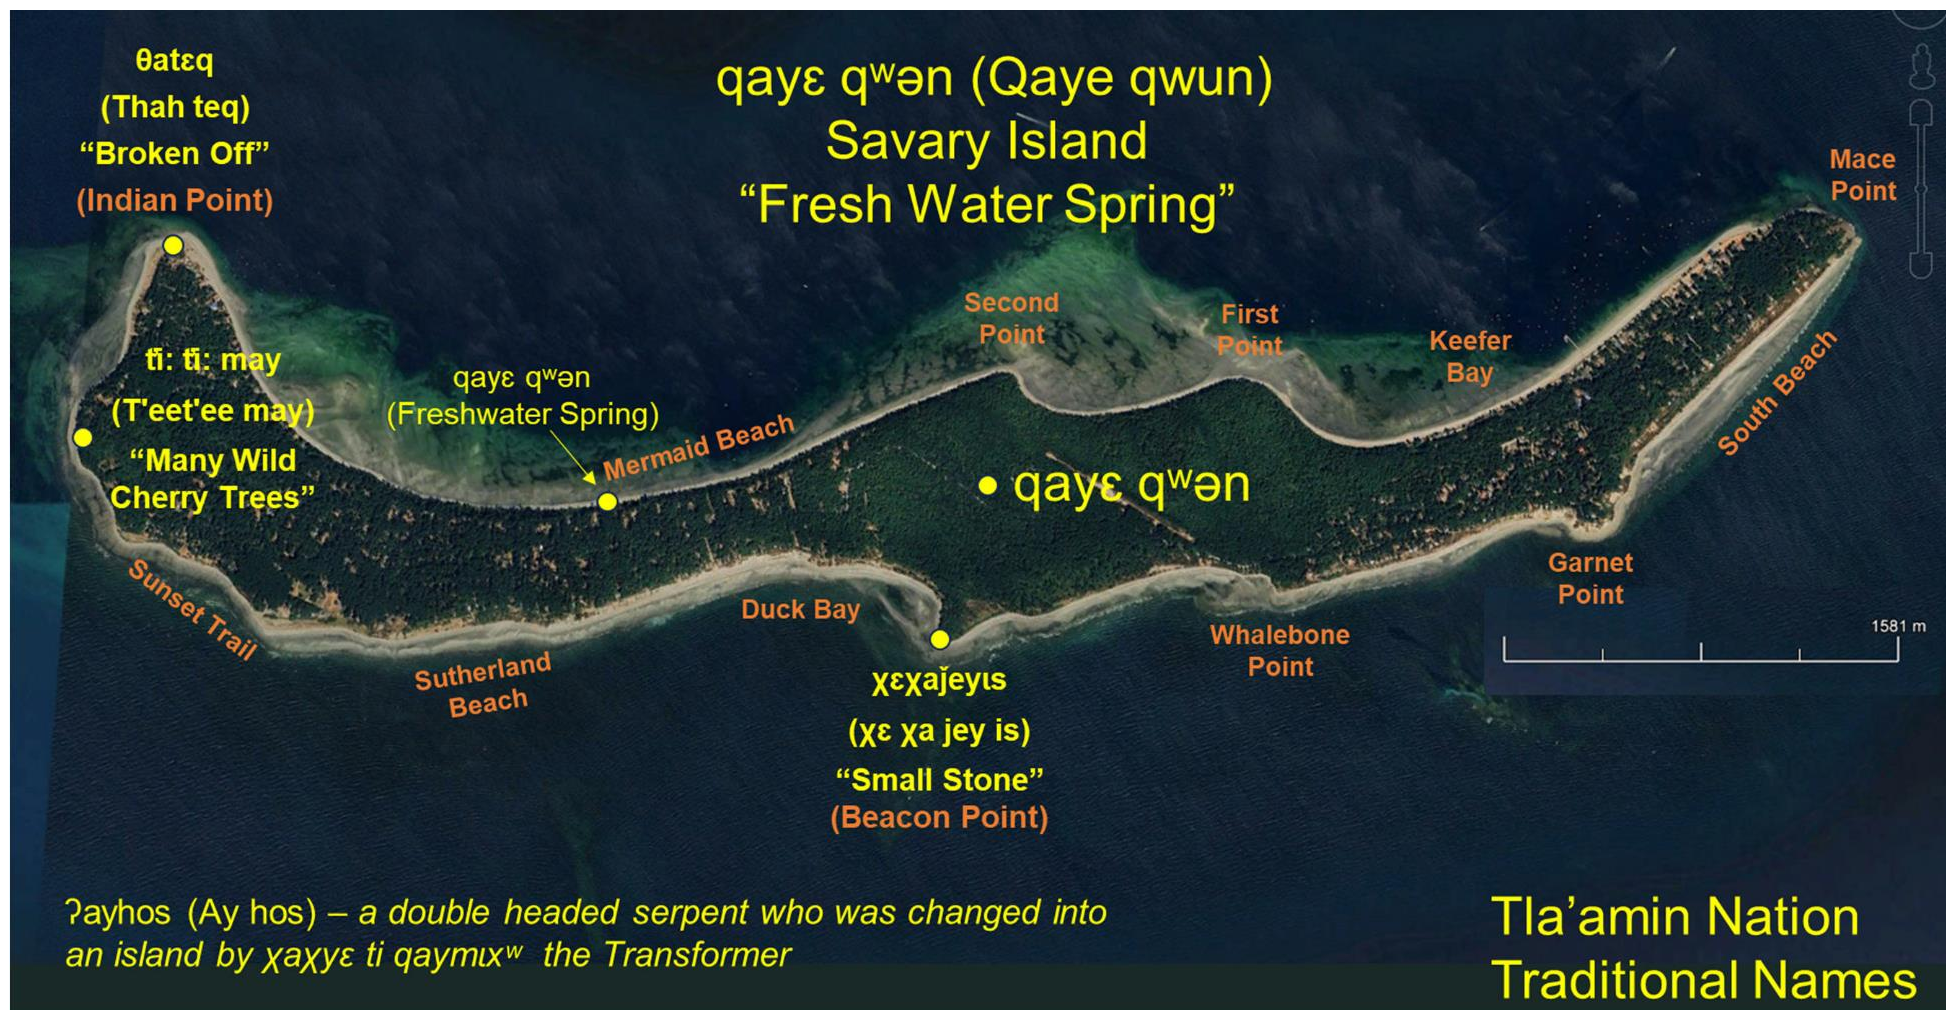 θatɛq
(Thah teq)
“Broken Off”
(Indian Point)
qayɛ qʷən (Qaye qwun)
Savary Island
“Fresh Water Spring”
Mace
Point
Second
Point
First
Point
Keefer
Bay
South Beach
t̓i: t̓i: may
(T'eet'ee may)
“Many Wild
Cherry Trees”
qayɛ qʷən
(Freshwater Spring)
Mermaid Beach
qayɛ qʷən
Garnet
Point
Sunset Trail
Duck Bay
Whalebone
Point
1581 m
Sutherland
Beach
χɛχaǰeyɩs
(χɛ χa jey is)
“Small Stone”
(Beacon Point)
ʔayhos (Ay hos) – a double headed serpent who was changed into
an island by χaχyɛ ti qaymɩxʷ the Transformer
Tla’amin Nation
Traditional Names